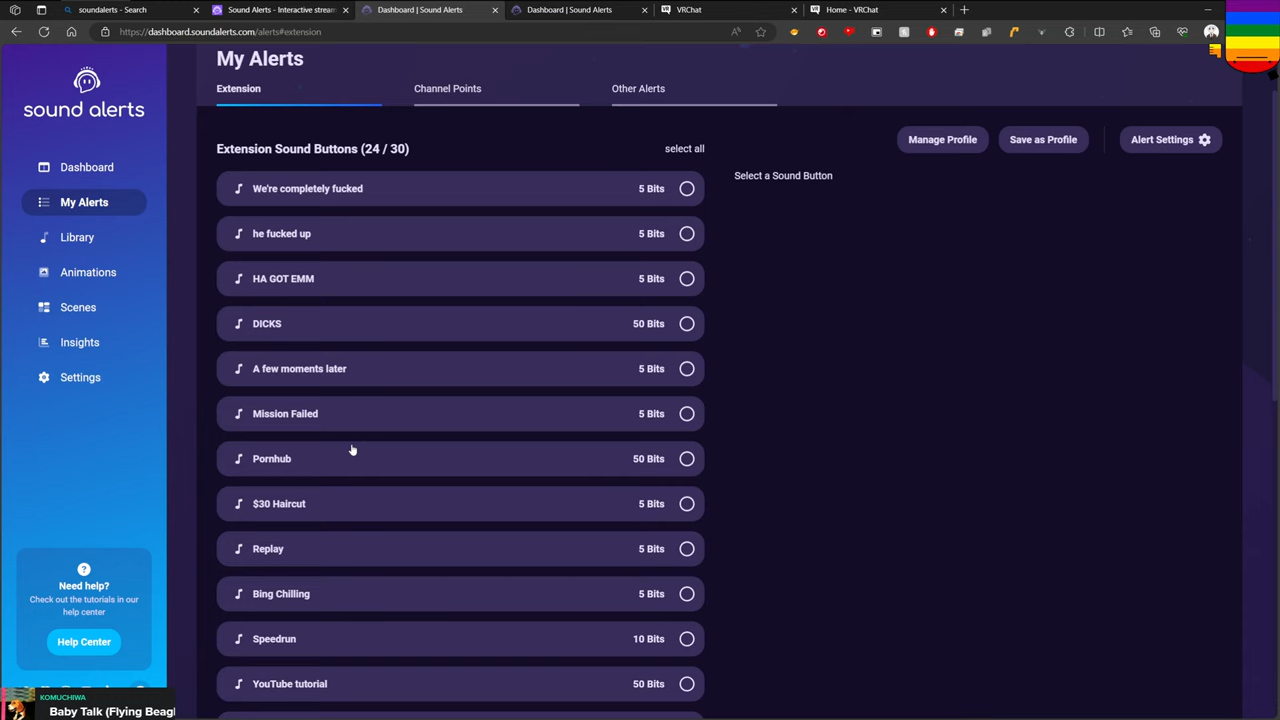 soundalerts - Search
Sound Alerts - Interactive stream
Dashboard | Sound Alerts
Dashboard | Sound Alerts
VRChat
Home - VRChat
https://dashboard.soundalerts.com/alerts#extension
sound alerts
Dashboard
My Alerts
Library
Animations
Scenes
Insights
Settings
Need help?
Check out the tutorials in our
help center
Help Center
KOMUCHIWA
Baby Talk (Flying Beagl
My Alerts
Extension
Channel Points
Other Alerts
Manage Profile
Save as Profile
Alert Settings
Extension Sound Buttons (24 / 30)
select all
Select a Sound Button
We're completely fucked 5 Bits
he fucked up 5 Bits
HA GOT EMM 5 Bits
DICKS 50 Bits
A few moments later 5 Bits
Mission Failed 5 Bits
Pornhub 50 Bits
$30 Haircut 5 Bits
Replay 5 Bits
Bing Chilling 5 Bits
Speedrun 10 Bits
YouTube tutorial 50 Bits